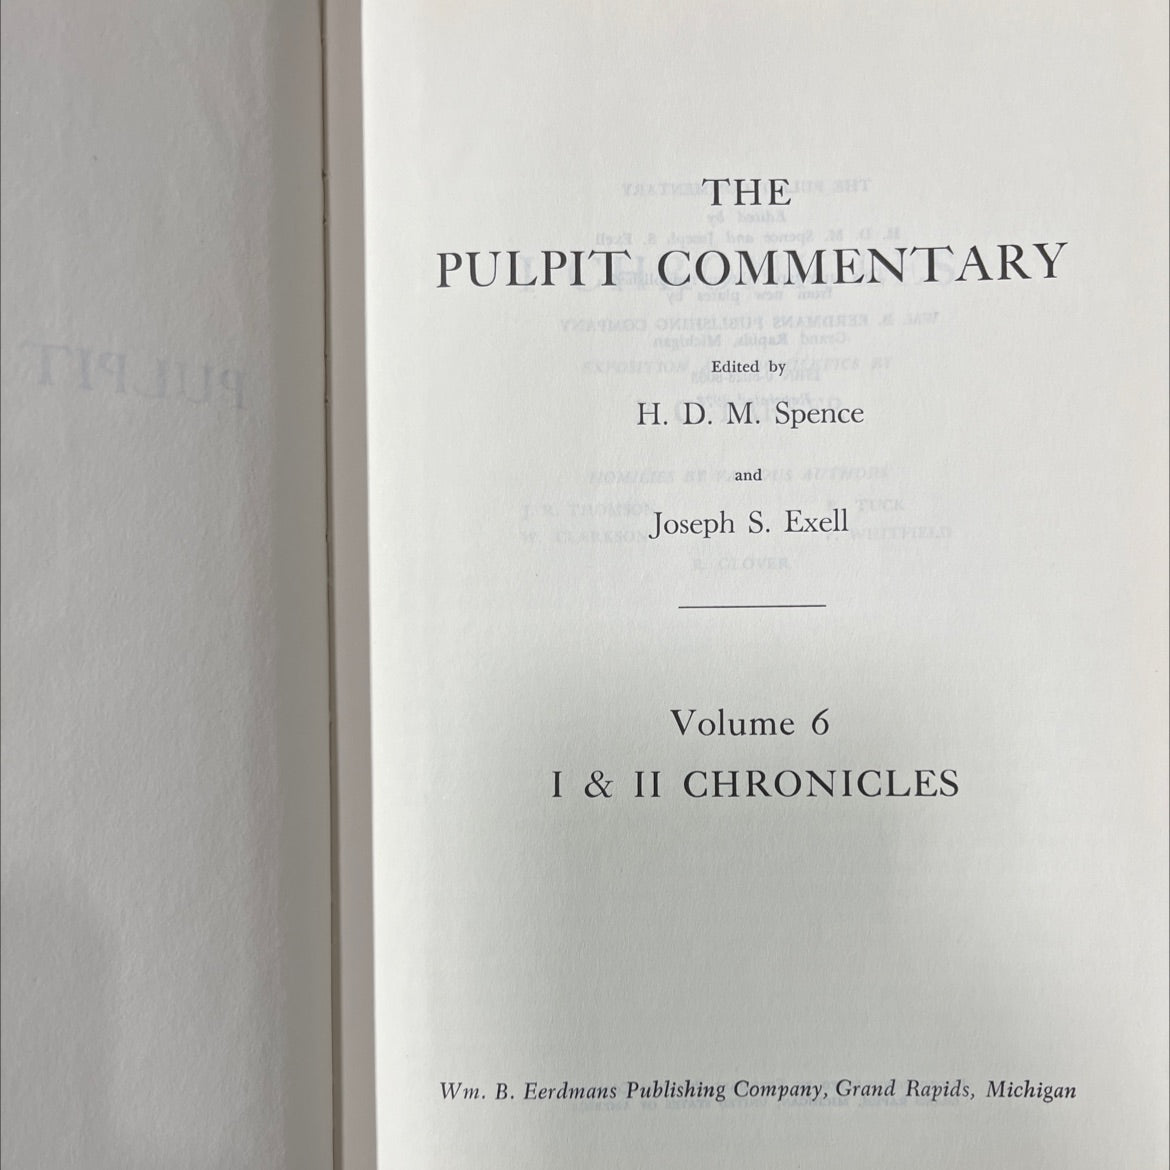 THE
PULPIT COMMENTARY
Edited by
H. D. M. Spence
and
Joseph S. Exell
Volume 6
I & II CHRONICLES
Wm. B. Eerdmans Publishing Company, Grand Rapids, Michigan